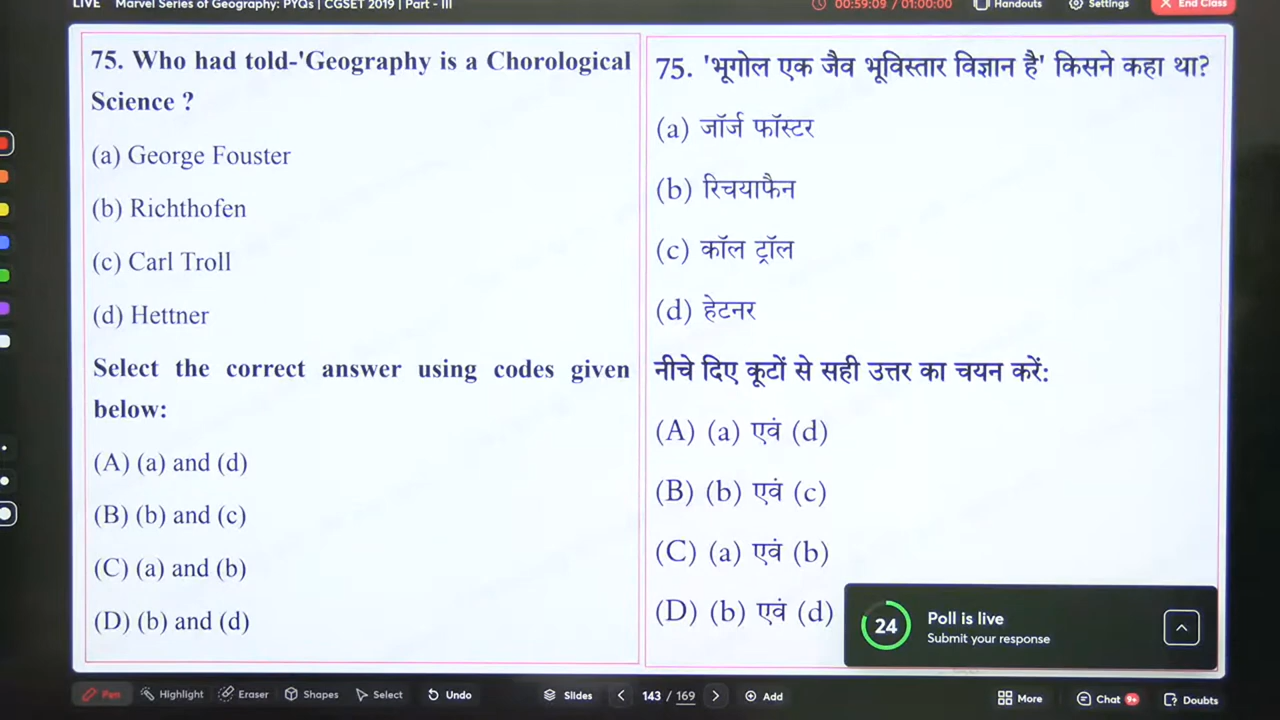 LIVE Marvel Series of Geography: PYQs | CGSET 2019 | Part - III
00:59:09 / 01:00:00
Handouts
Settings
End Class
75. Who had told-'Geography is a Chorological
Science ?
(a) George Fouster
(b) Richthofen
(c) Carl Troll
(d) Hettner
Select the correct answer using codes given
below:
(A) (a) and (d)
(B) (b) and (c)
(C) (a) and (b)
(D) (b) and (d)
75. 'भूगोल एक जैव भूविस्तार विज्ञान है' किसने कहा था?
(a) जॉर्ज फॉस्टर
(b) रिचयाफैन
(c) कॉल ट्रॉल
(d) हेटनर
नीचे दिए कूटों से सही उत्तर का चयन करें:
(A) (a) एवं (d)
(B) (b) एवं (c)
(C) (a) एवं (b)
(D) (b) एवं (d)
24
Poll is live
Submit your response
Pen
Highlight
Eraser
Shapes
Select
Undo
Slides
143 / 169
Add
More
Chat 9+
Doubts